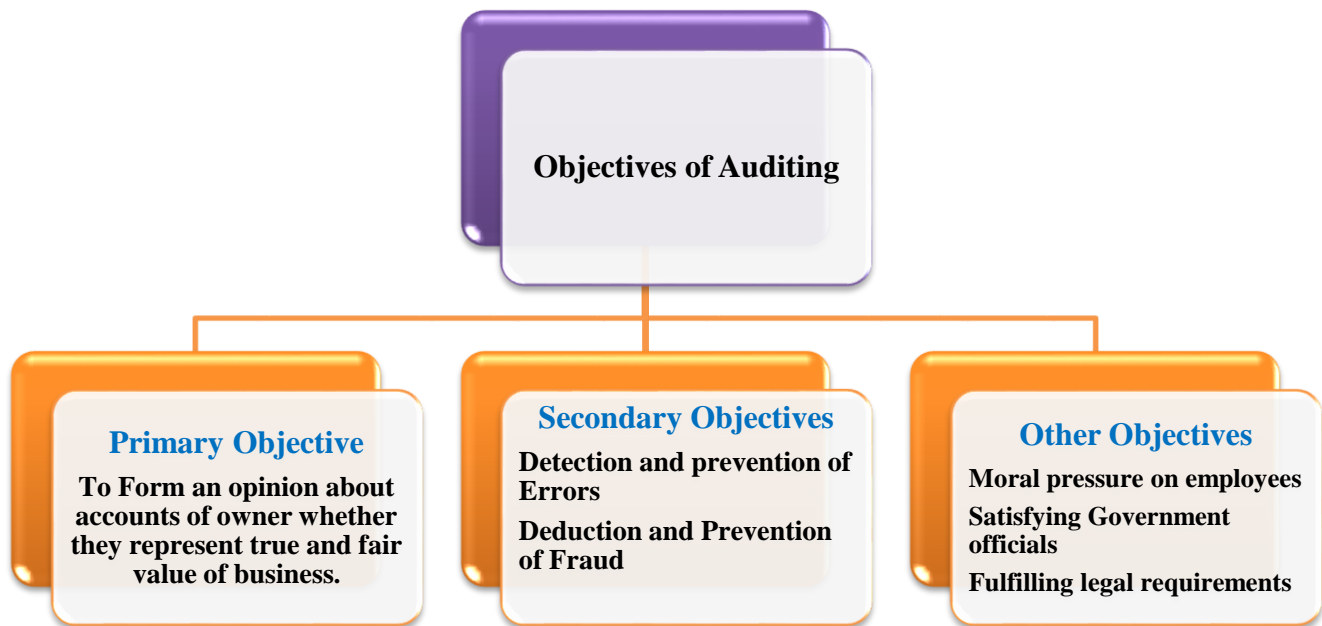 Objectives of Auditing
Primary Objective
To Form an opinion about
accounts of owner whether
they represent true and fair
value of business.
Secondary Objectives
Detection and prevention of
Errors
Deduction and Prevention
of Fraud
Other Objectives
Moral pressure on employees
Satisfying Government
officials
Fulfilling legal requirements